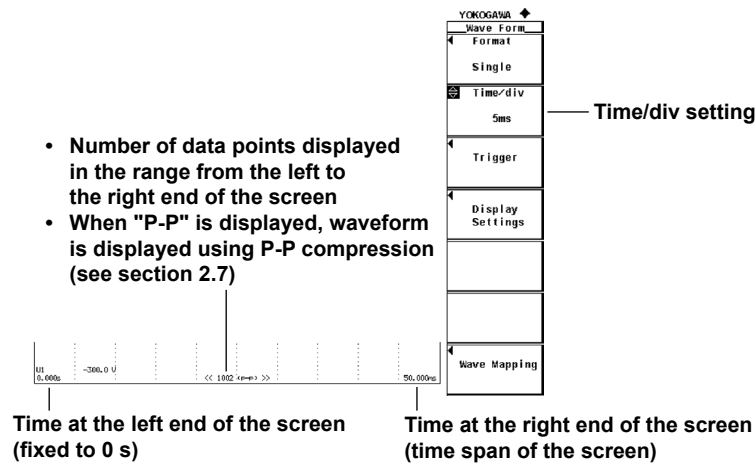 YOKOGAWA
Wave Form
Format
Single
Time/div
5ms
Time/div setting
Trigger
Display
Settings
Wave Mapping
• Number of data points displayed
in the range from the left to
the right end of the screen
• When "P-P" is displayed, waveform
is displayed using P-P compression
(see section 2.7)
U1
-300.0 V
0.000s
<< 1002 (p-p) >>
50.000ms
Time at the left end of the screen
(fixed to 0 s)
Time at the right end of the screen
(time span of the screen)